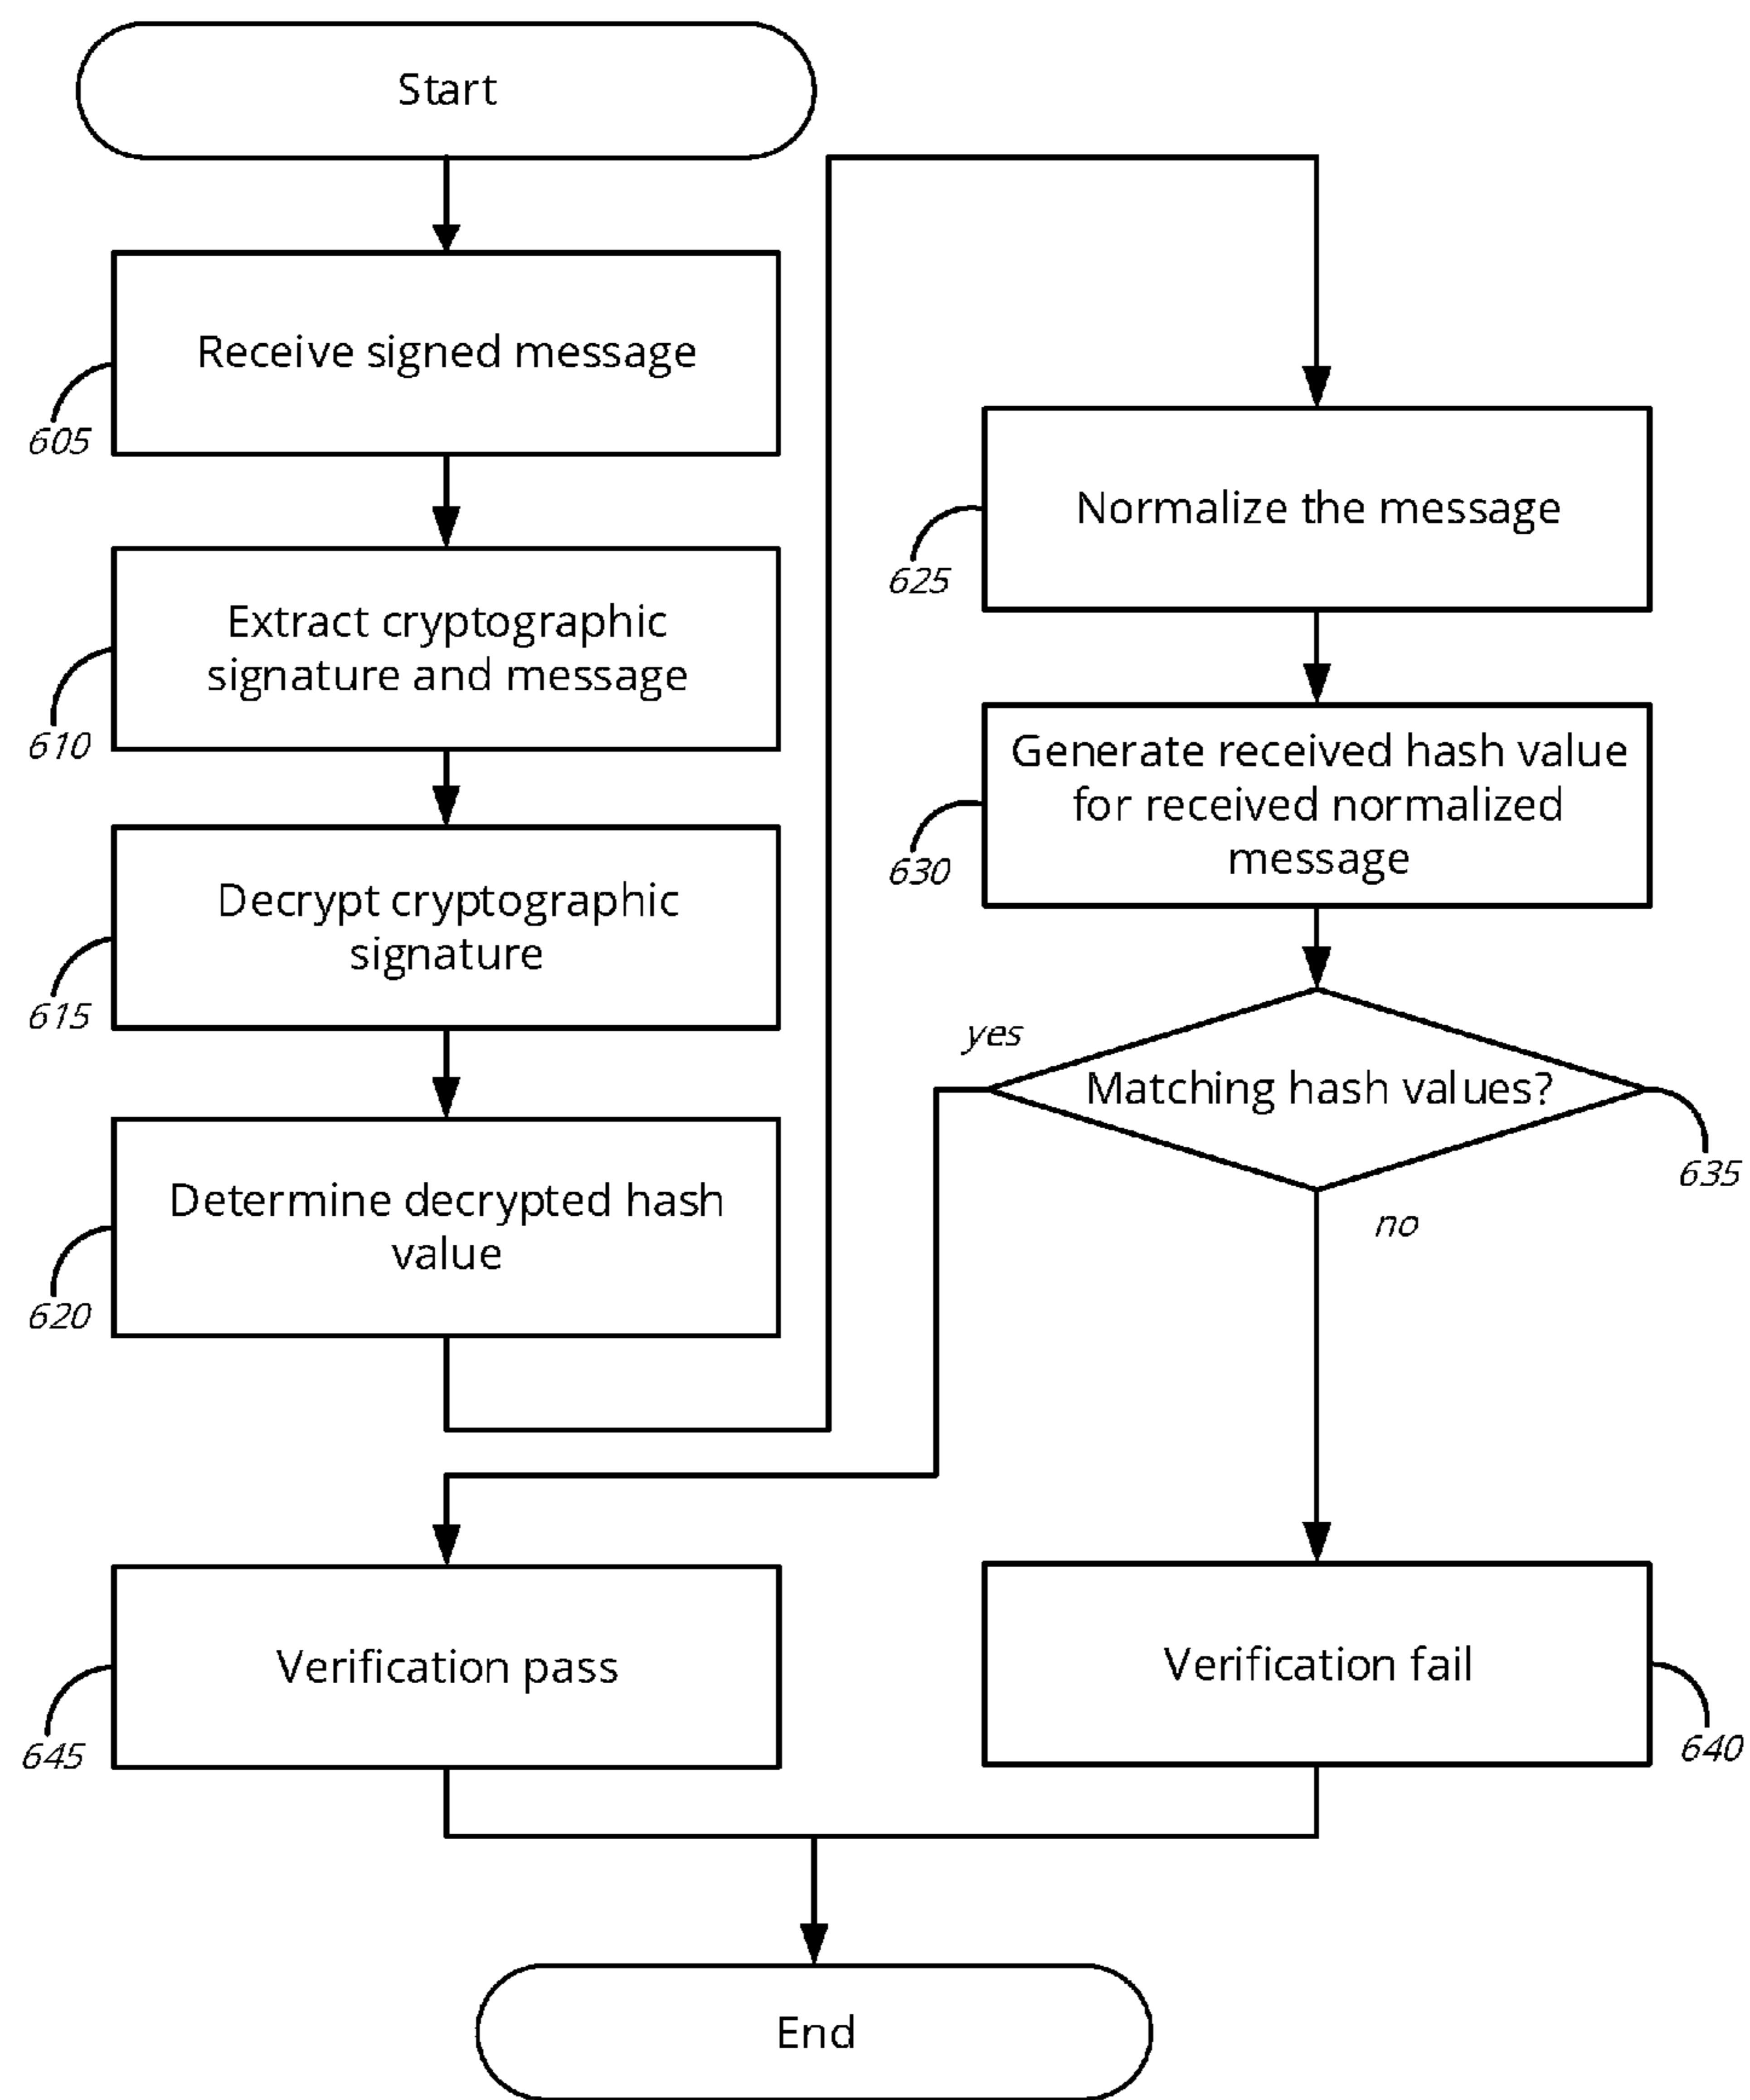 Start
Receive signed message
605
Extract cryptographic
signature and message
610
Decrypt cryptographic
signature
615
Determine decrypted hash
value
620
Normalize the message
625
Generate received hash value
for received normalized
message
630
yes
Matching hash values?
635
no
Verification pass
645
Verification fail
640
End